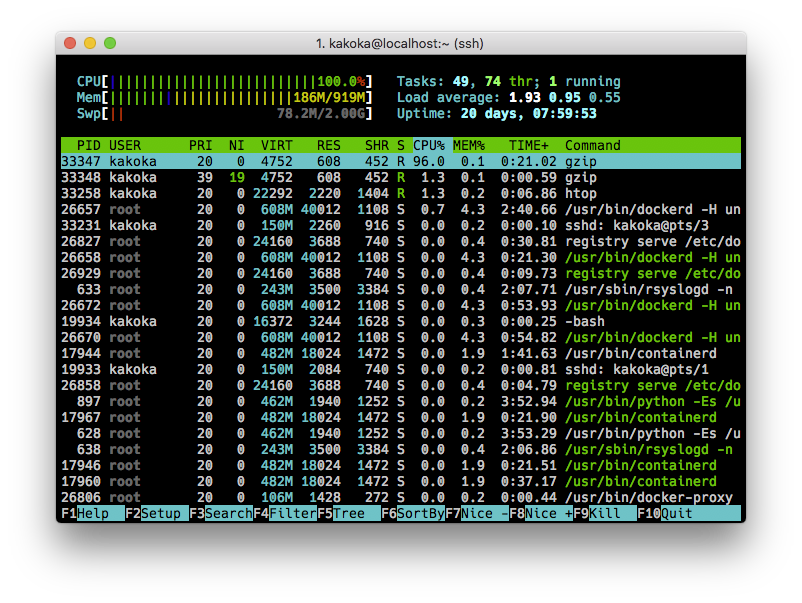 1. kakoka@localhost:~ (ssh)
CPU[||||||||||||||||||||||||||100.0%] Tasks: 49, 74 thr; 1 running
Mem[|||||||||||||||||||||||186M/919M] Load average: 1.93 0.95 0.55
Swp[|| 78.2M/2.00G] Uptime: 20 days, 07:59:53
PID USER PRI NI VIRT RES SHR S CPU% MEM% TIME+ Command
33347 kakoka 20 0 4752 608 452 R 96.0 0.1 0:21.02 gzip
33348 kakoka 39 19 4752 608 452 R 1.3 0.1 0:00.59 gzip
33258 kakoka 20 0 22292 2220 1404 R 1.3 0.2 0:06.86 htop
26657 root 20 0 608M 40012 1108 S 0.7 4.3 2:40.66 /usr/bin/dockerd -H un
33231 kakoka 20 0 150M 2260 916 S 0.0 0.2 0:00.10 sshd: kakoka@pts/3
26827 root 20 0 24160 3688 740 S 0.0 0.4 0:30.81 registry serve /etc/do
26658 root 20 0 608M 40012 1108 S 0.0 4.3 0:21.30 /usr/bin/dockerd -H un
26929 root 20 0 24160 3688 740 S 0.0 0.4 0:09.73 registry serve /etc/do
633 root 20 0 243M 3500 3384 S 0.0 0.4 2:07.71 /usr/sbin/rsyslogd -n
26672 root 20 0 608M 40012 1108 S 0.0 4.3 0:53.93 /usr/bin/dockerd -H un
19934 kakoka 20 0 16372 3244 1628 S 0.0 0.3 0:00.25 -bash
26670 root 20 0 608M 40012 1108 S 0.0 4.3 0:54.82 /usr/bin/dockerd -H un
17944 root 20 0 482M 18024 1472 S 0.0 1.9 1:41.63 /usr/bin/containerd
19933 kakoka 20 0 150M 2084 740 S 0.0 0.2 0:00.81 sshd: kakoka@pts/1
26858 root 20 0 24160 3688 740 S 0.0 0.4 0:04.79 registry serve /etc/do
897 root 20 0 462M 1940 1252 S 0.0 0.2 3:52.94 /usr/bin/python -Es /u
17967 root 20 0 482M 18024 1472 S 0.0 1.9 0:21.90 /usr/bin/containerd
628 root 20 0 462M 1940 1252 S 0.0 0.2 3:53.29 /usr/bin/python -Es /u
638 root 20 0 243M 3500 3384 S 0.0 0.4 2:06.86 /usr/sbin/rsyslogd -n
17946 root 20 0 482M 18024 1472 S 0.0 1.9 0:21.51 /usr/bin/containerd
17960 root 20 0 482M 18024 1472 S 0.0 1.9 0:37.17 /usr/bin/containerd
26806 root 20 0 106M 1428 272 S 0.0 0.2 0:00.44 /usr/bin/docker-proxy
F1Help F2Setup F3SearchF4FilterF5Tree F6SortByF7Nice -F8Nice +F9Kill F10Quit